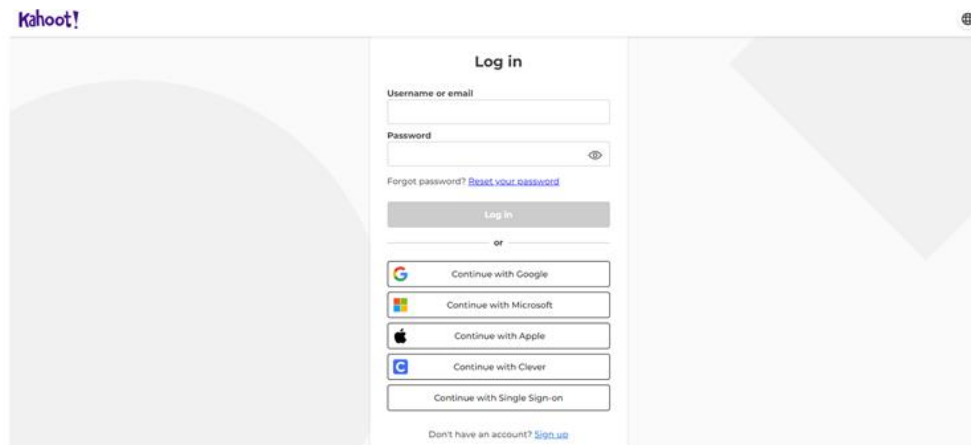 Kahoot!
Log in
Username or email
Password
Forgot password? Reset your password
Log in
or
Continue with Google
Continue with Microsoft
Continue with Apple
Continue with Clever
Continue with Single Sign-on
Don't have an account? Sign up